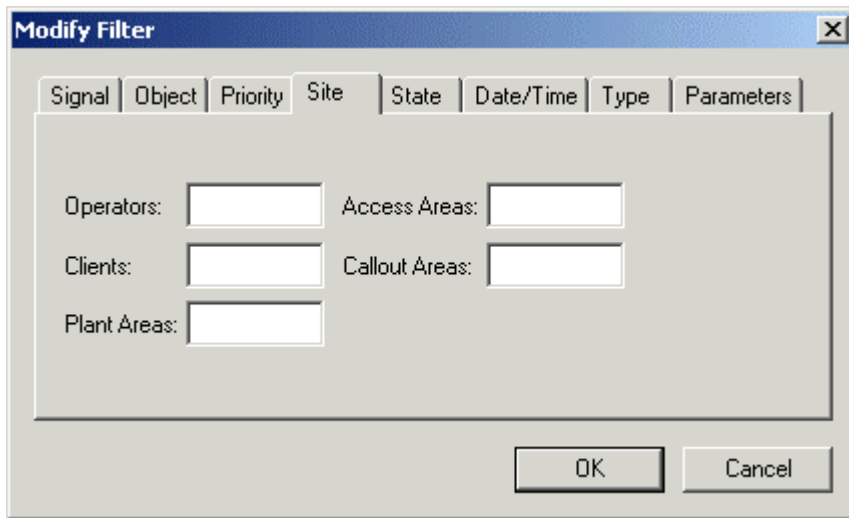 Modify Filter
Signal Object Priority Site State Date/Time Type Parameters
Operators: Access Areas:
Clients: Callout Areas:
Plant Areas:
OK Cancel